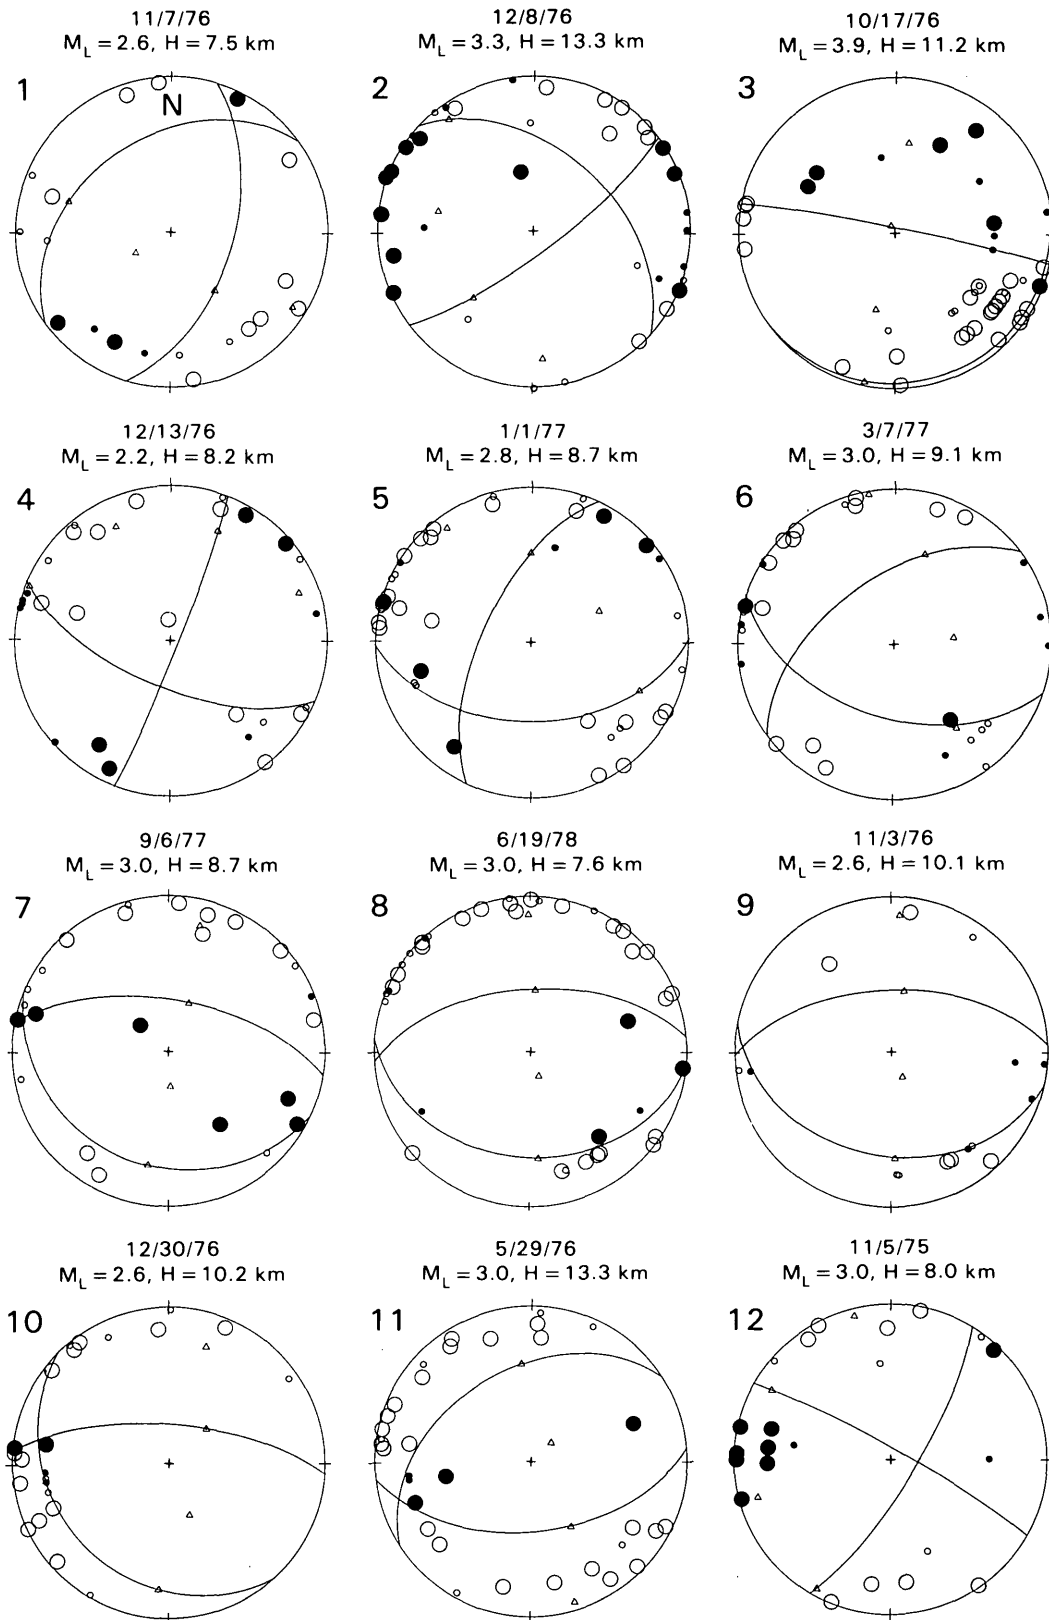 11/7/76
M_L = 2.6, H = 7.5 km
1
N
12/8/76
M_L = 3.3, H = 13.3 km
2
10/17/76
M_L = 3.9, H = 11.2 km
3
12/13/76
M_L = 2.2, H = 8.2 km
4
1/1/77
M_L = 2.8, H = 8.7 km
5
3/7/77
M_L = 3.0, H = 9.1 km
6
9/6/77
M_L = 3.0, H = 8.7 km
7
6/19/78
M_L = 3.0, H = 7.6 km
8
11/3/76
M_L = 2.6, H = 10.1 km
9
12/30/76
M_L = 2.6, H = 10.2 km
10
5/29/76
M_L = 3.0, H = 13.3 km
11
11/5/75
M_L = 3.0, H = 8.0 km
12